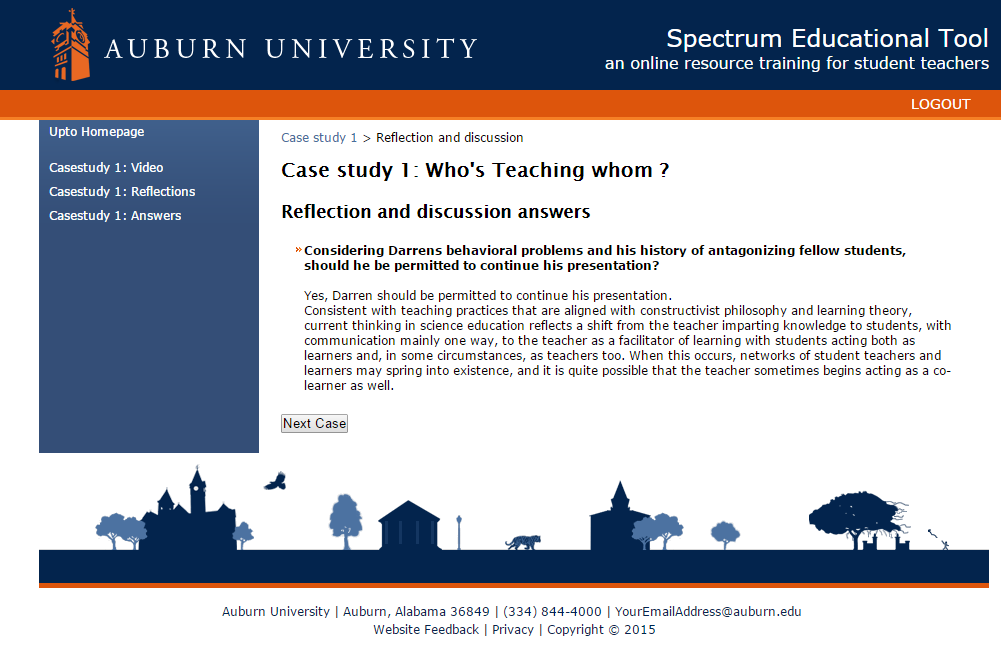 AUBURN UNIVERSITY
Spectrum Educational Tool
an online resource training for student teachers
LOGOUT
Upto Homepage
Casestudy 1: Video
Casestudy 1: Reflections
Casestudy 1: Answers
Case study 1 > Reflection and discussion
Case study 1: Who's Teaching whom ?
Reflection and discussion answers
» Considering Darrens behavioral problems and his history of antagonizing fellow students,
should he be permitted to continue his presentation?
Yes, Darren should be permitted to continue his presentation.
Consistent with teaching practices that are aligned with constructivist philosophy and learning theory,
current thinking in science education reflects a shift from the teacher imparting knowledge to students, with
communication mainly one way, to the teacher as a facilitator of learning with students acting both as
learners and, in some circumstances, as teachers too. When this occurs, networks of student teachers and
learners may spring into existence, and it is quite possible that the teacher sometimes begins acting as a co-
learner as well.
Next Case
Auburn University | Auburn, Alabama 36849 | (334) 844-4000 | YourEmailAddress@auburn.edu
Website Feedback | Privacy | Copyright © 2015